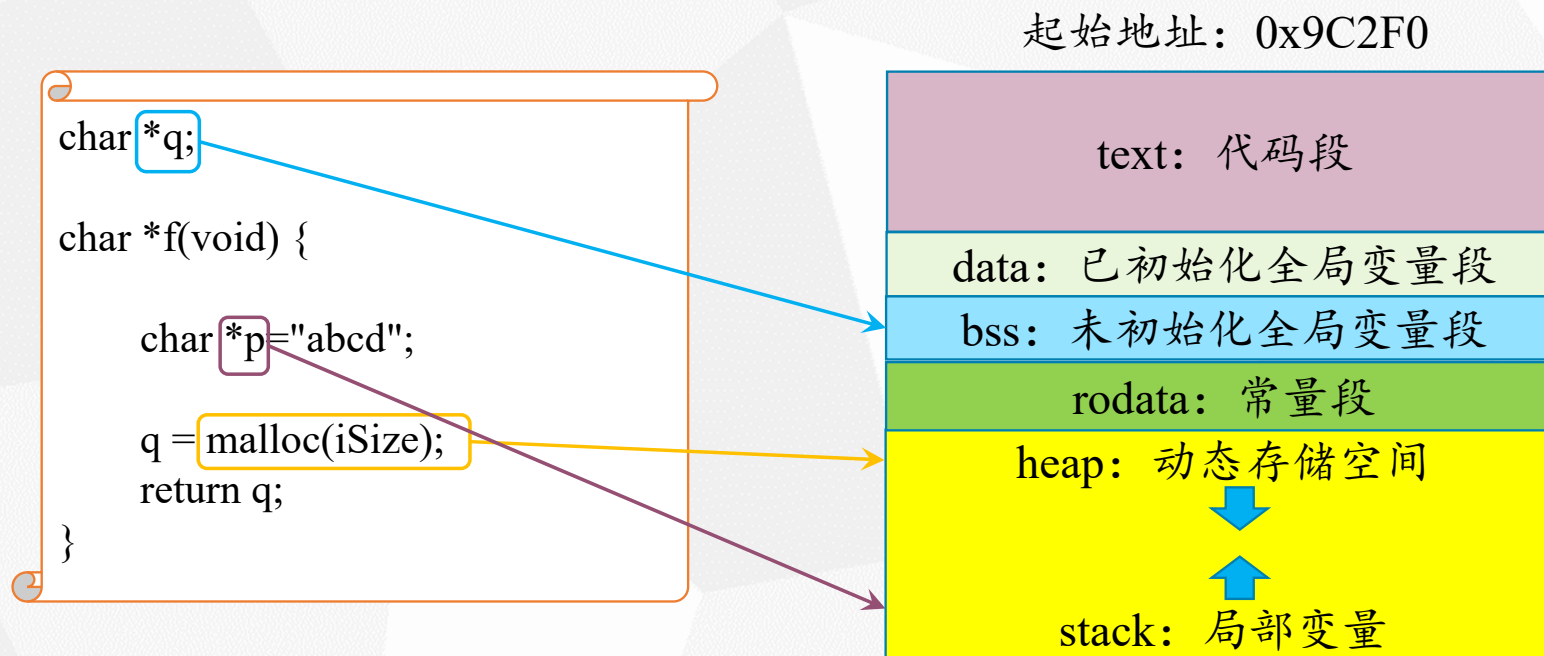 起始地址：0x9C2F0
char *q;
char *f(void) {
char *p="abcd";
q = malloc(iSize);
return q;
}
text：代码段
data：已初始化全局变量段
bss：未初始化全局变量段
rodata：常量段
heap：动态存储空间
stack：局部变量